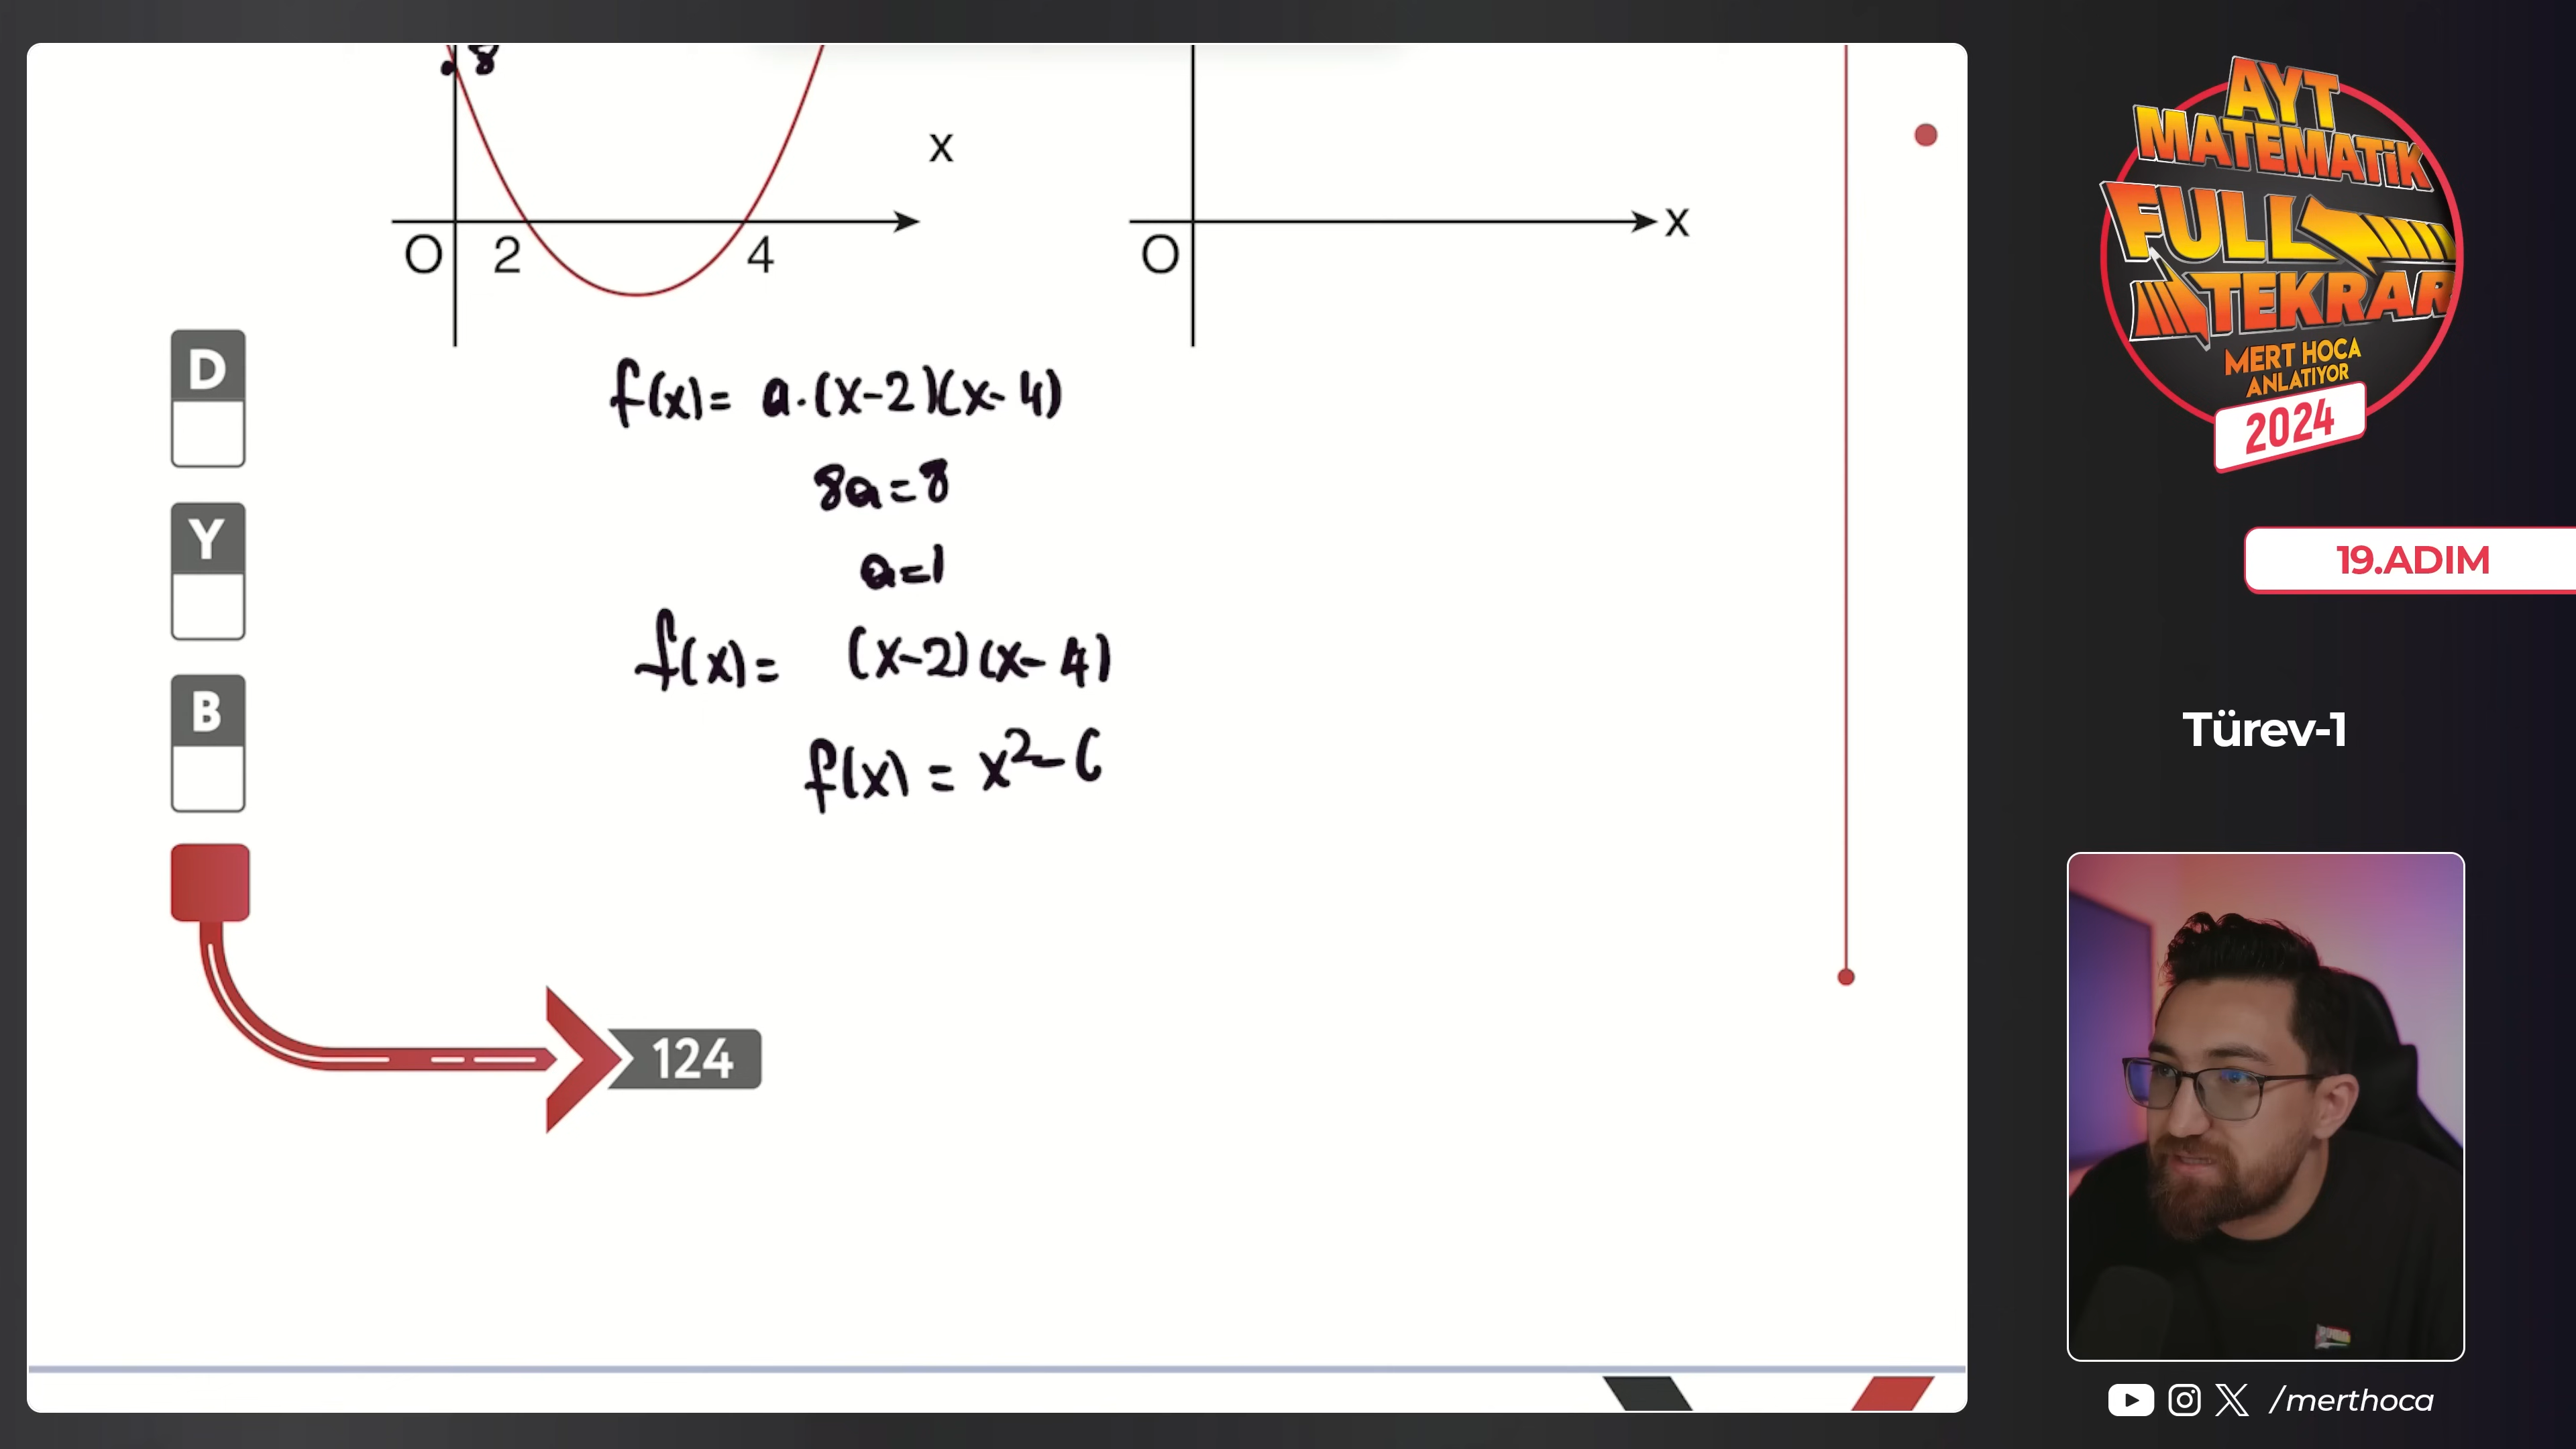 8
x
O 2 4
x
O
D
Y
B
f(x) = a.(x-2)(x-4)
8a=8
a=1
f(x) = (x-2)(x-4)
f(x) = x²-6
124
AYT
MATEMATİK
FULL
TEKRAR
MERT HOCA
ANLATIYOR
2024
19.ADIM
Türev-1
/merthoca